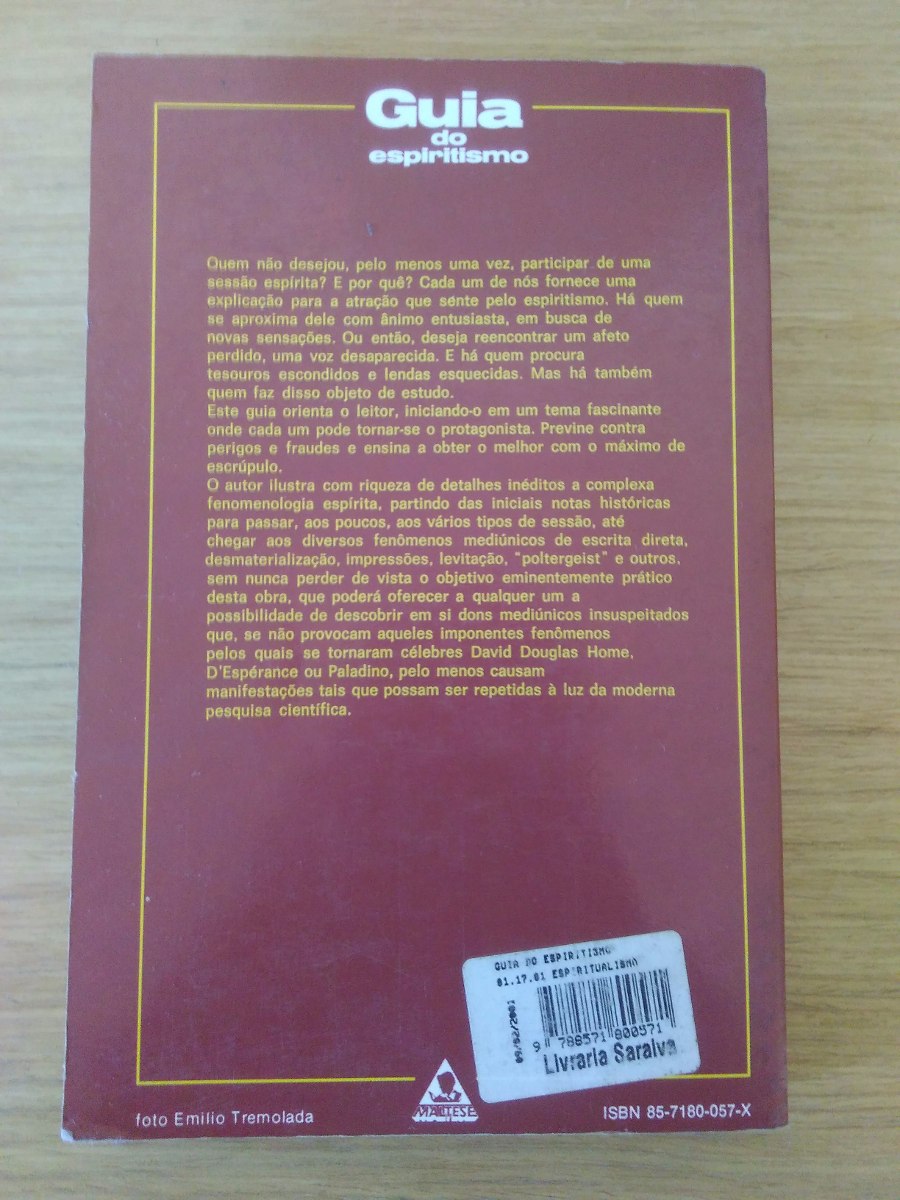 Guia
do
espiritismo
Quem não desejou, pelo menos uma vez, participar de uma
sessão espírita? E por quê? Cada um de nós fornece uma
explicação para a atração que sente pelo espiritismo. Há quem
se aproxima dele com ânimo entusiasta, em busca de
novas sensações. Ou então, deseja reencontrar um afeto
perdido, uma voz desaparecida. E há quem procura
tesouros escondidos e lendas esquecidas. Mas há também
quem faz disso objeto de estudo.
Este guia orienta o leitor, iniciando-o em um tema fascinante
onde cada um pode tornar-se o protagonista. Previne contra
perigos e fraudes e ensina a obter o melhor com o máximo de
escrúpulo.
O autor ilustra com riqueza de detalhes inéditos a complexa
fenomenologia espírita, partindo das iniciais notas históricas
para passar, aos poucos, aos vários tipos de sessão, até
chegar aos diversos fenômenos mediúnicos de escrita direta,
desmaterialização, impressões, levitação, "poltergeist" e outros,
sem nunca perder de vista o objetivo eminentemente prático
desta obra, que poderá oferecer a qualquer um a
possibilidade de descobrir em si dons mediúnicos insuspeitados
que, se não provocam aqueles imponentes fenômenos
pelos quais se tornaram célebres David Douglas Home,
D'Espérance ou Paladino, pelo menos causam
manifestações tais que possam ser repetidas à luz da moderna
pesquisa científica.
GUIA DO ESPIRITISMO
01.17.01 ESPIRITUALISMO
09/02/2001
9 788571 800571
Livraria Saraiva
foto Emilio Tremolada
MALTESE
ISBN 85-7180-057-X